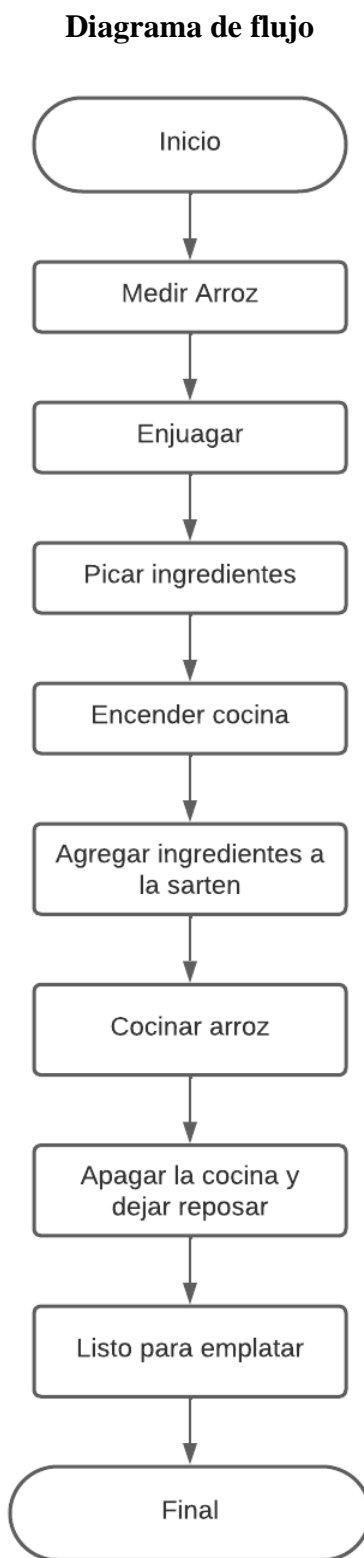 Diagrama de flujo
Inicio
Medir Arroz
Enjuagar
Picar ingredientes
Encender cocina
Agregar ingredientes a
la sarten
Cocinar arroz
Apagar la cocina y
dejar reposar
Listo para emplatar
Final